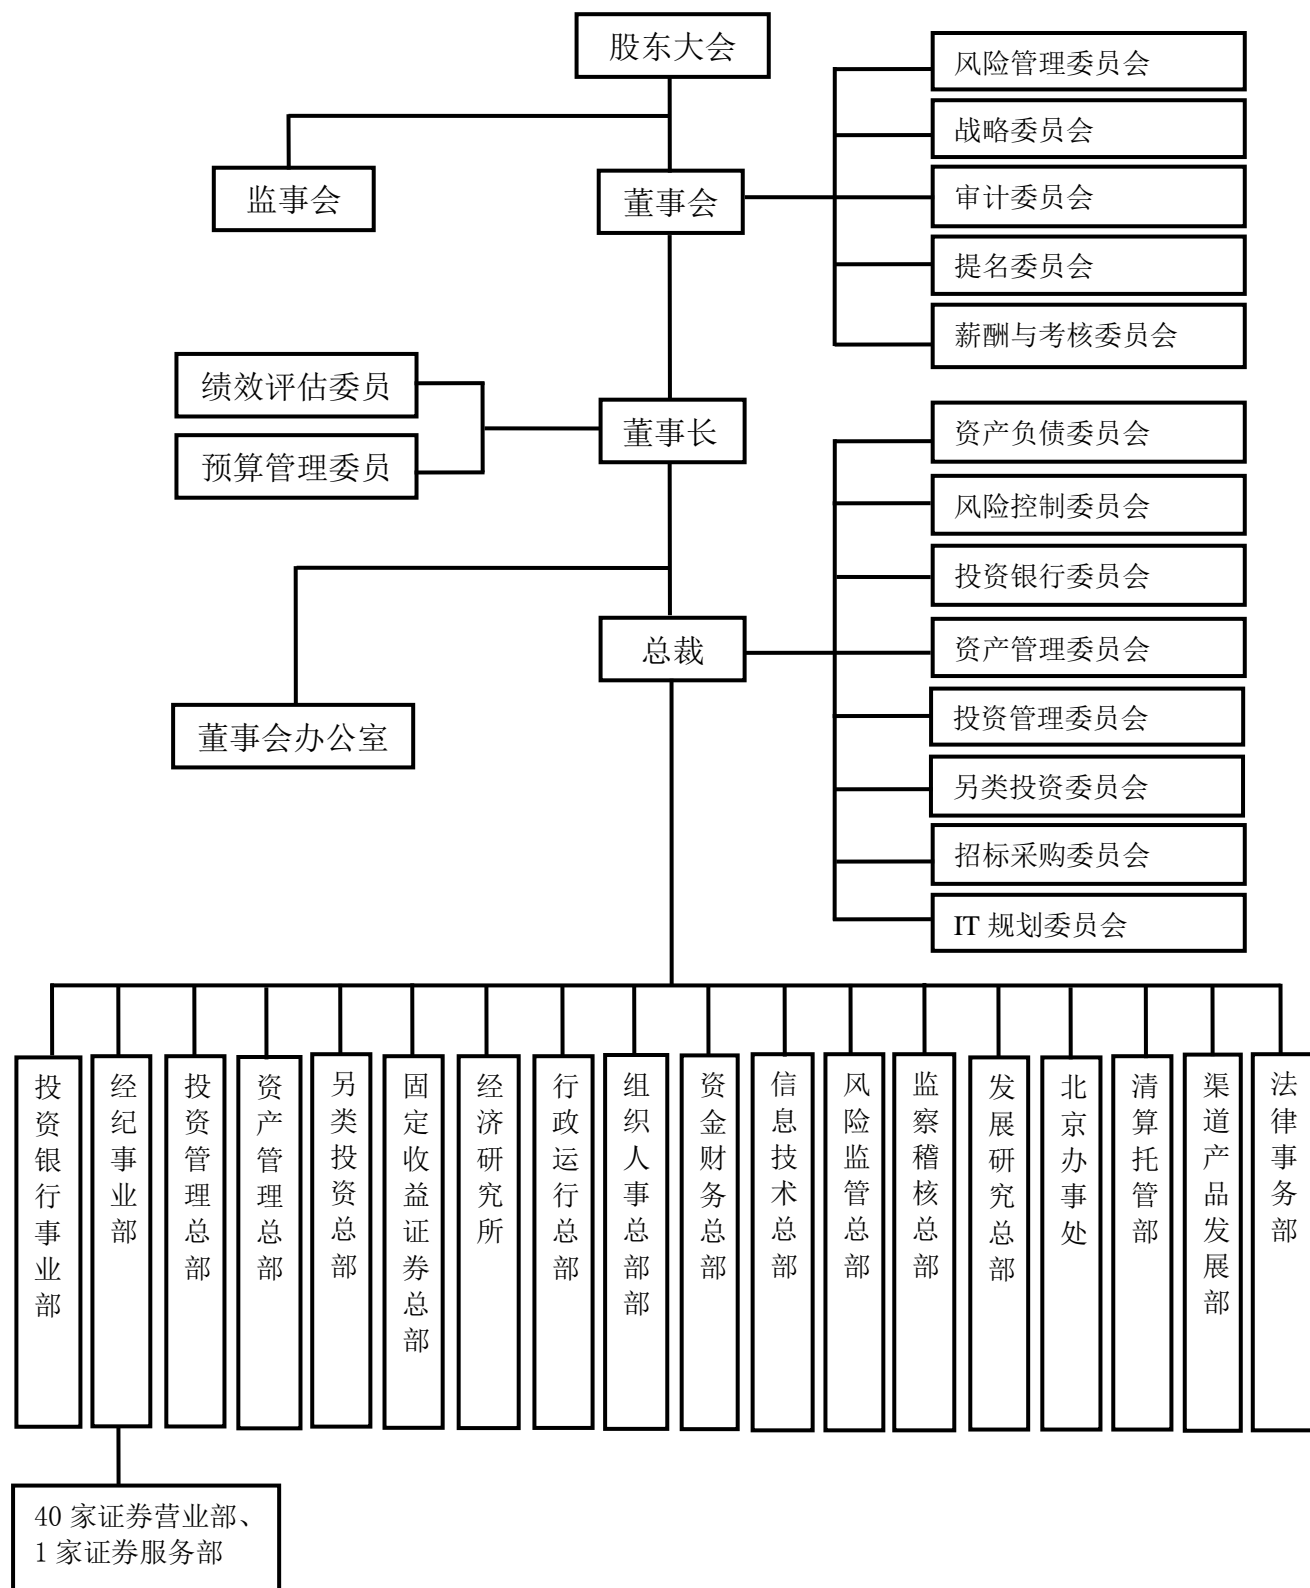 股东大会
风险管理委员会
战略委员会
监事会
董事会
审计委员会
提名委员会
薪酬与考核委员会
绩效评估委员
董事长
预算管理委员
资产负债委员会
风险控制委员会
投资银行委员会
总裁
资产管理委员会
董事会办公室
投资管理委员会
另类投资委员会
招标采购委员会
IT 规划委员会
投资银行事业部
经纪事业部
投资管理总部
资产管理总部
另类投资总部
固定收益证券总部
经济研究所
行政运行总部
组织人事总部部
资金财务总部
信息技术总部
风险监管总部
监察稽核总部
发展研究总部
北京办事处
清算托管部
渠道产品发展部
法律事务部
40 家证券营业部、
1 家证券服务部